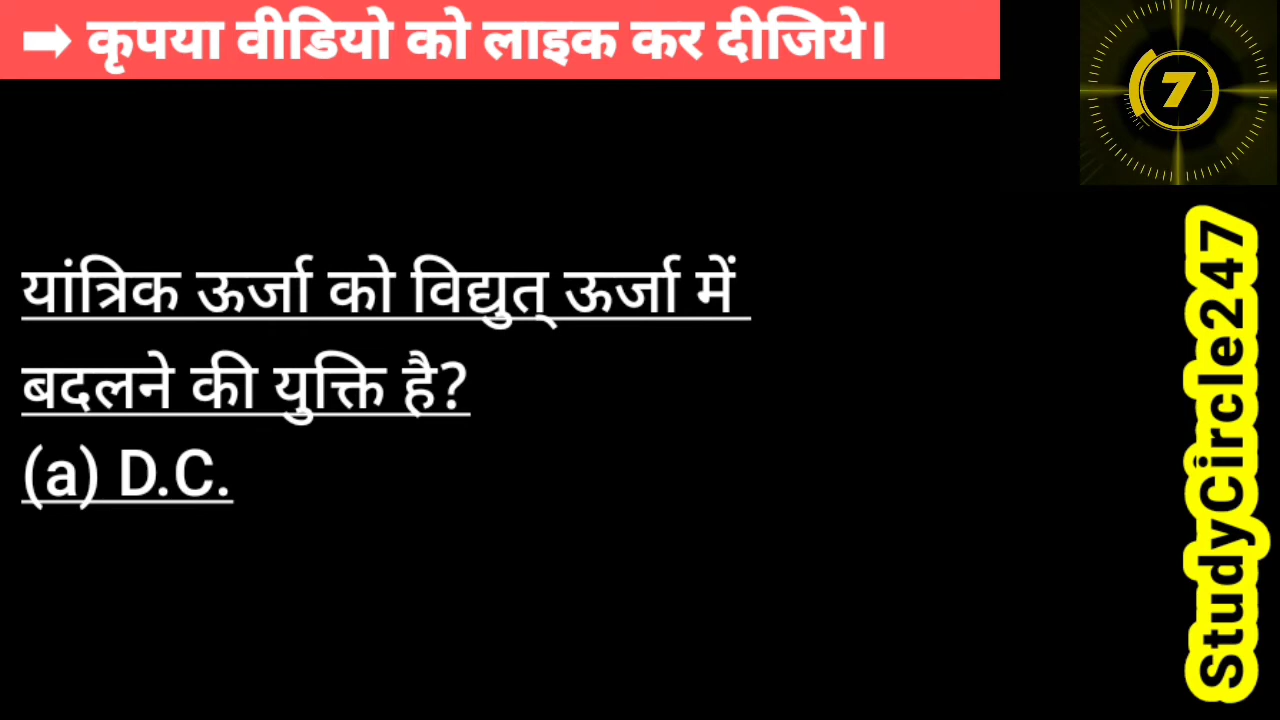 ➡ कृपया वीडियो को लाइक कर दीजिये।
7
यांत्रिक ऊर्जा को विद्युत् ऊर्जा में
बदलने की युक्ति है?
(a) D.C.
StudyCircle247